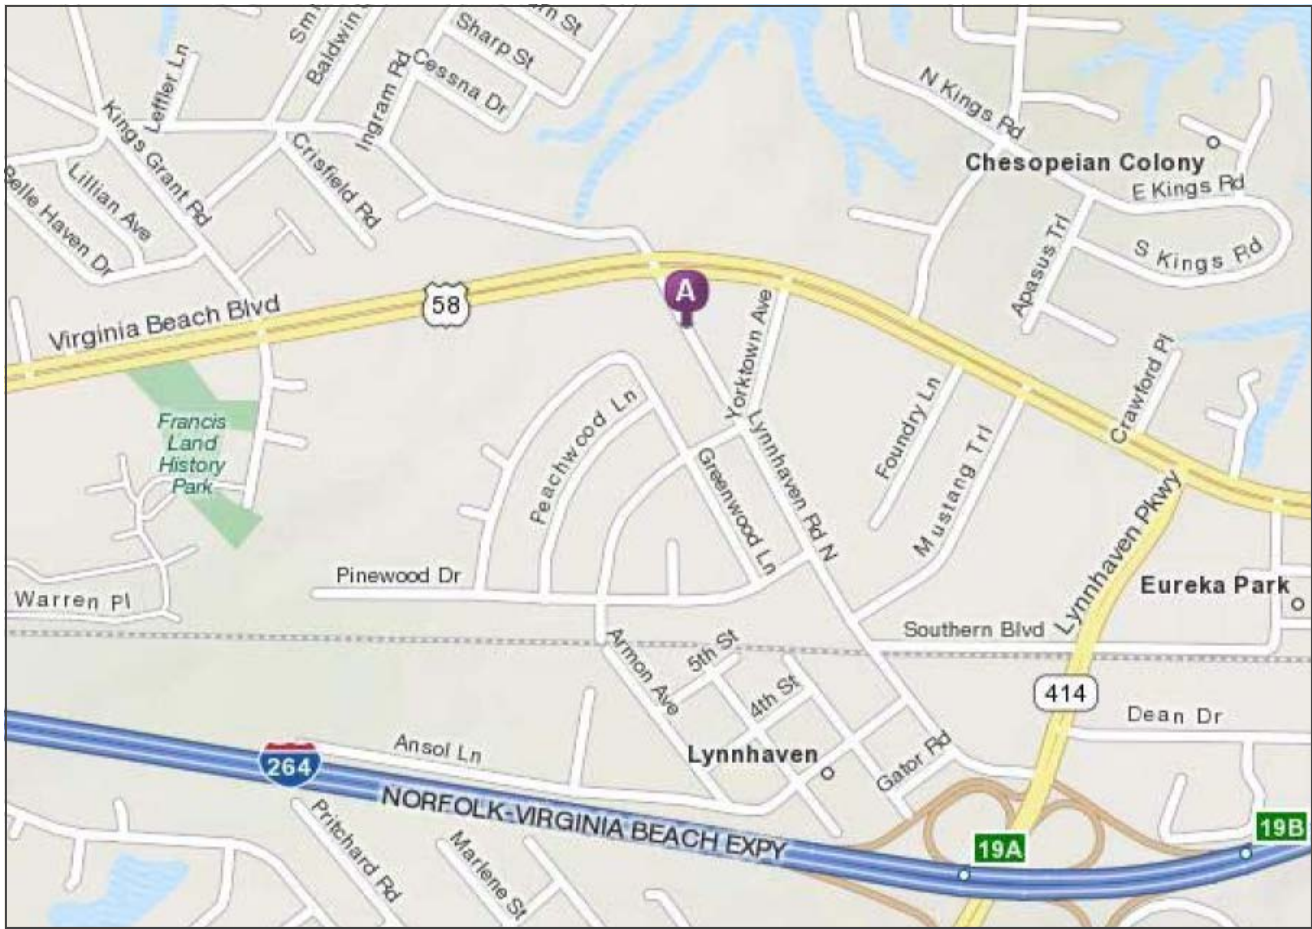 Sharp St
Cessna Dr
Ingram Rd
Leffler Ln
Kings Grant Rd
Crisfield Rd
Lillian Ave
Belle Haven Dr
N Kings Rd
Chesopeian Colony
E Kings Rd
S Kings Rd
Apasus Trl
Virginia Beach Blvd
58
A
Yorktown Ave
Crawford Pl
Francis
Land
History
Park
Peachwood Ln
Greenwood Ln
Lynnhaven Rd N
Foundry Ln
Mustang Trl
Lynnhaven Pkwy
Pinewood Dr
Warren Pl
Eureka Park
Southern Blvd
Armon Ave
5th St
4th St
414
Dean Dr
Ansol Ln
Lynnhaven
Gator Rd
264
NORFOLK-VIRGINIA BEACH EXPY
Pritchard Rd
Marlene St
19A
19B